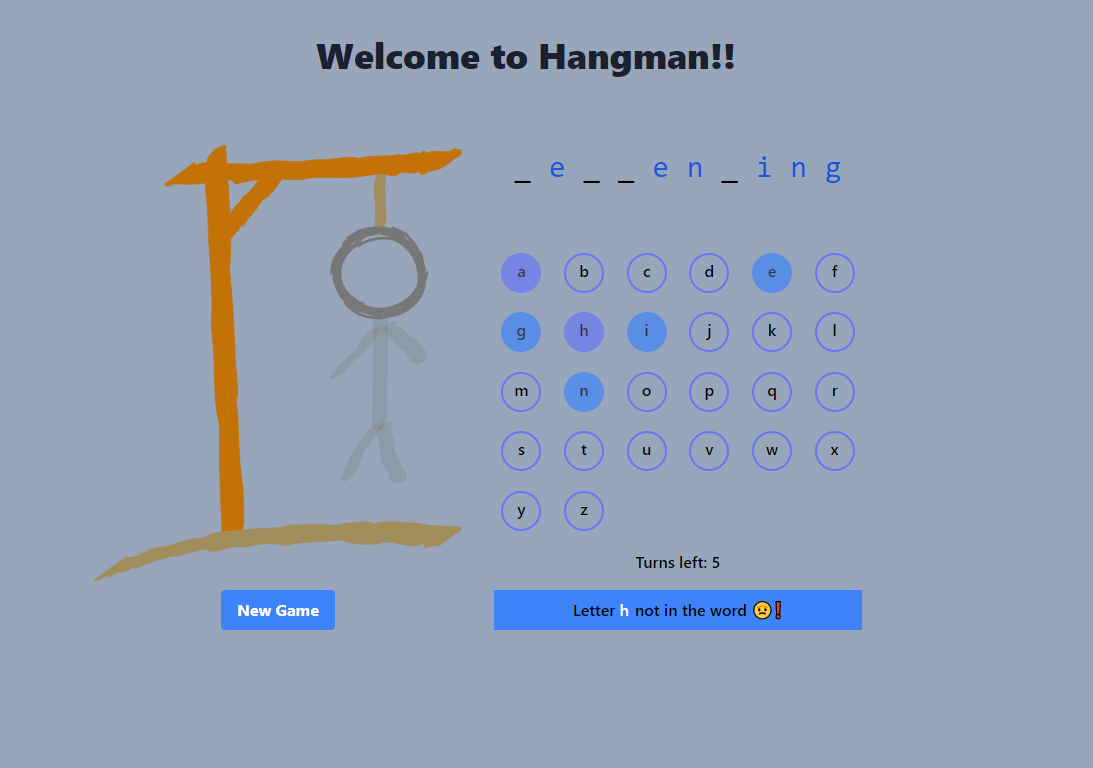 Welcome to Hangman!!
_ e _ _ e n _ i n g
a b c d e f
g h i j k l
m n o p q r
s t u v w x
y z
Turns left: 5
New Game
Letter h not in the word 😟❗